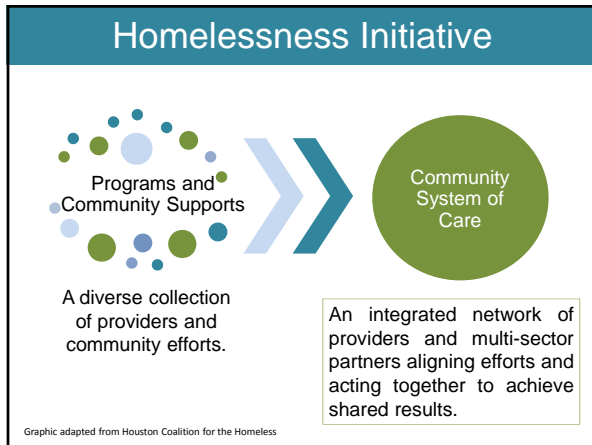 Homelessness Initiative
Programs and
Community Supports
A diverse collection
of providers and
community efforts.
Community
System of
Care
An integrated network of
providers and multi-sector
partners aligning efforts and
acting together to achieve
shared results.
Graphic adapted from Houston Coalition for the Homeless